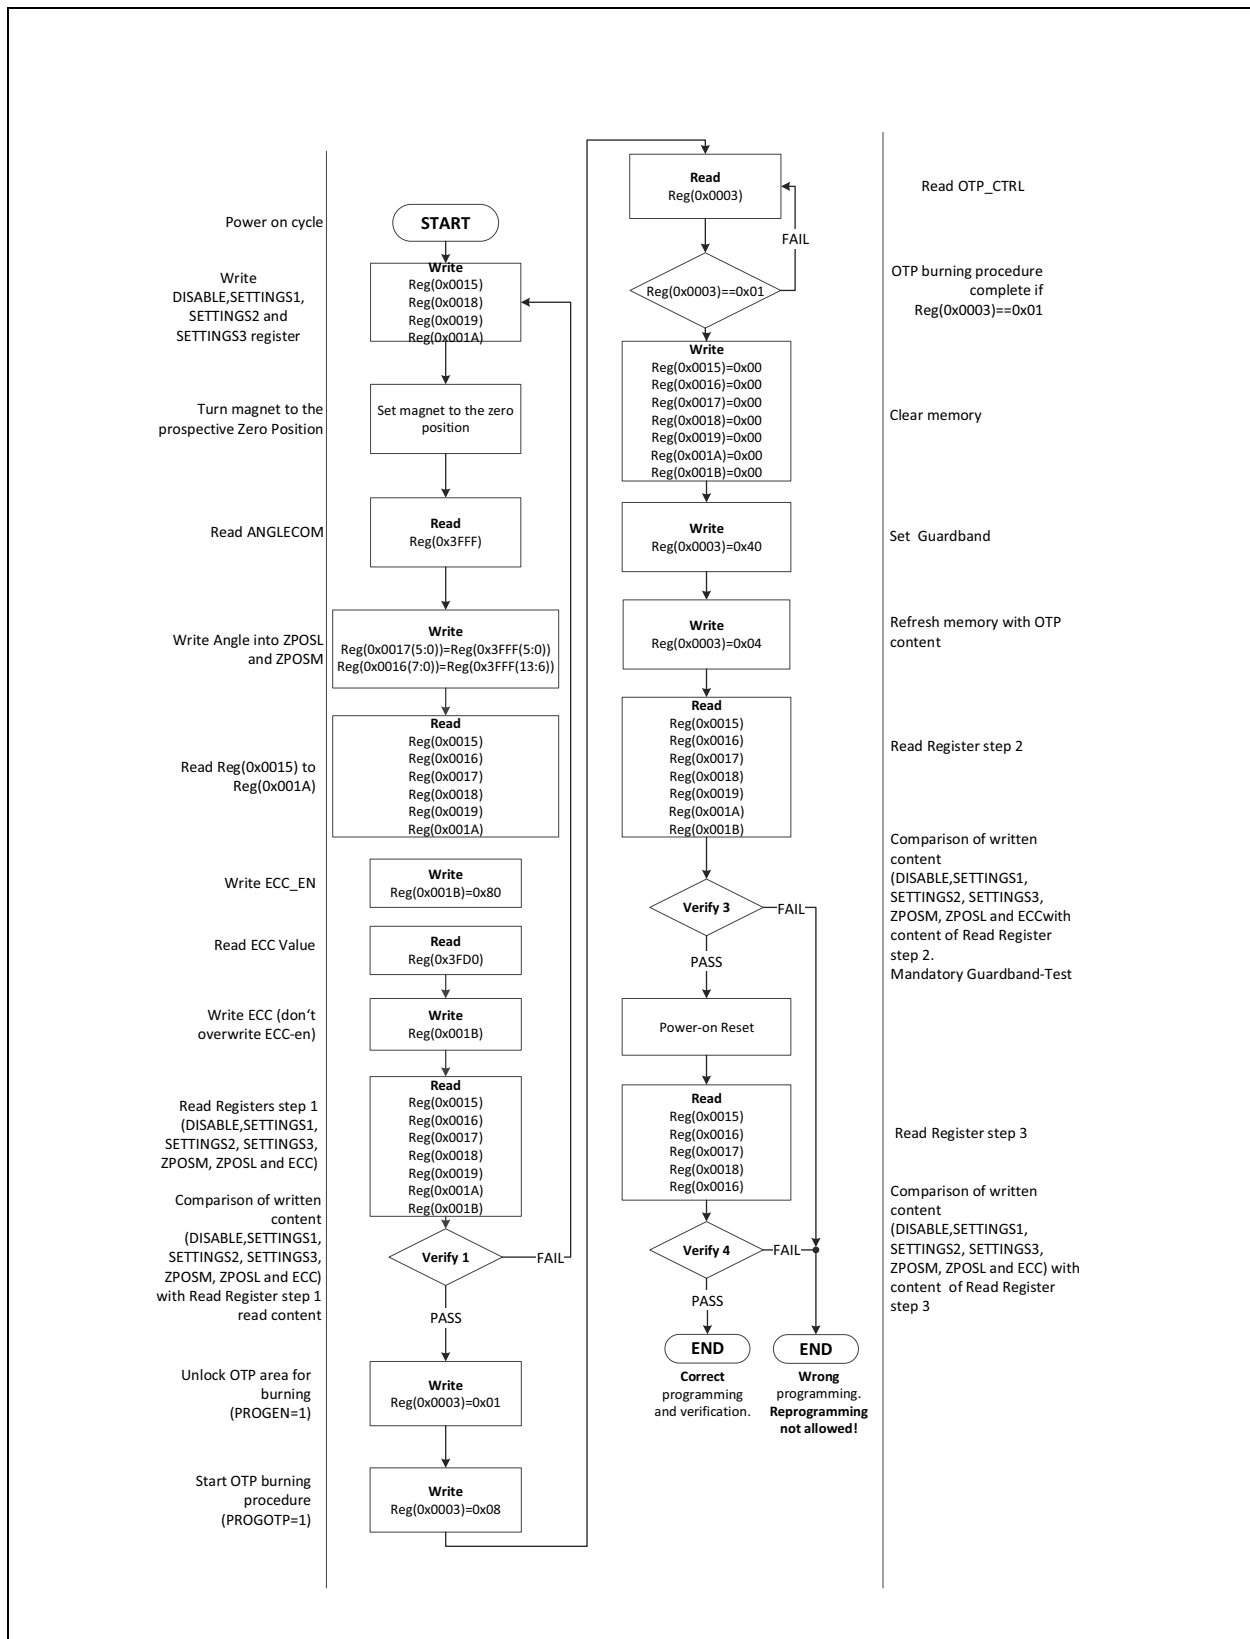 Power on cycle
START
Write
DISABLE,SETTINGS1,
SETTINGS2 and
SETTINGS3 register
Write
Reg(0x0015)
Reg(0x0018)
Reg(0x0019)
Reg(0x001A)
Turn magnet to the
prospective Zero Position
Set magnet to the zero
position
Read ANGLECOM
Read
Reg(0x3FFF)
Write Angle into ZPOSL
and ZPOSM
Write
Reg(0x0017(5:0))=Reg(0x3FFF(5:0))
Reg(0x0016(7:0))=Reg(0x3FFF(13:6))
Read Reg(0x0015) to
Reg(0x001A)
Read
Reg(0x0015)
Reg(0x0016)
Reg(0x0017)
Reg(0x0018)
Reg(0x0019)
Reg(0x001A)
Write ECC_EN
Write
Reg(0x001B)=0x80
Read ECC Value
Read
Reg(0x3FD0)
Write ECC (don‘t
overwrite ECC-en)
Write
Reg(0x001B)
Read Registers step 1
(DISABLE,SETTINGS1,
SETTINGS2, SETTINGS3,
ZPOSM, ZPOSL and ECC)
Read
Reg(0x0015)
Reg(0x0016)
Reg(0x0017)
Reg(0x0018)
Reg(0x0019)
Reg(0x001A)
Reg(0x001B)
Comparison of written
content
(DISABLE,SETTINGS1,
SETTINGS2, SETTINGS3,
ZPOSM, ZPOSL and ECC)
with Read Register step 1
read content
Verify 1
FAIL
PASS
Unlock OTP area for
burning
(PROGEN=1)
Write
Reg(0x0003)=0x01
Start OTP burning
procedure
(PROGOTP=1)
Write
Reg(0x0003)=0x08
Read
Reg(0x0003)
Read OTP_CTRL
FAIL
Reg(0x0003)==0x01
OTP burning procedure
complete if
Reg(0x0003)==0x01
Write
Reg(0x0015)=0x00
Reg(0x0016)=0x00
Reg(0x0017)=0x00
Reg(0x0018)=0x00
Reg(0x0019)=0x00
Reg(0x001A)=0x00
Reg(0x001B)=0x00
Clear memory
Write
Reg(0x0003)=0x40
Set Guardband
Write
Reg(0x0003)=0x04
Refresh memory with OTP
content
Read
Reg(0x0015)
Reg(0x0016)
Reg(0x0017)
Reg(0x0018)
Reg(0x0019)
Reg(0x001A)
Reg(0x001B)
Read Register step 2
Verify 3
FAIL
PASS
Comparison of written
content
(DISABLE,SETTINGS1,
SETTINGS2, SETTINGS3,
ZPOSM, ZPOSL and ECCwith
content of Read Register
step 2.
Mandatory Guardband-Test
Power-on Reset
Read
Reg(0x0015)
Reg(0x0016)
Reg(0x0017)
Reg(0x0018)
Reg(0x0016)
Read Register step 3
Verify 4
FAIL
PASS
Comparison of written
content
(DISABLE,SETTINGS1,
SETTINGS2, SETTINGS3,
ZPOSM, ZPOSL and ECC) with
content of Read Register
step 3
END
Correct
programming
and verification.
END
Wrong
programming.
Reprogramming
not allowed!